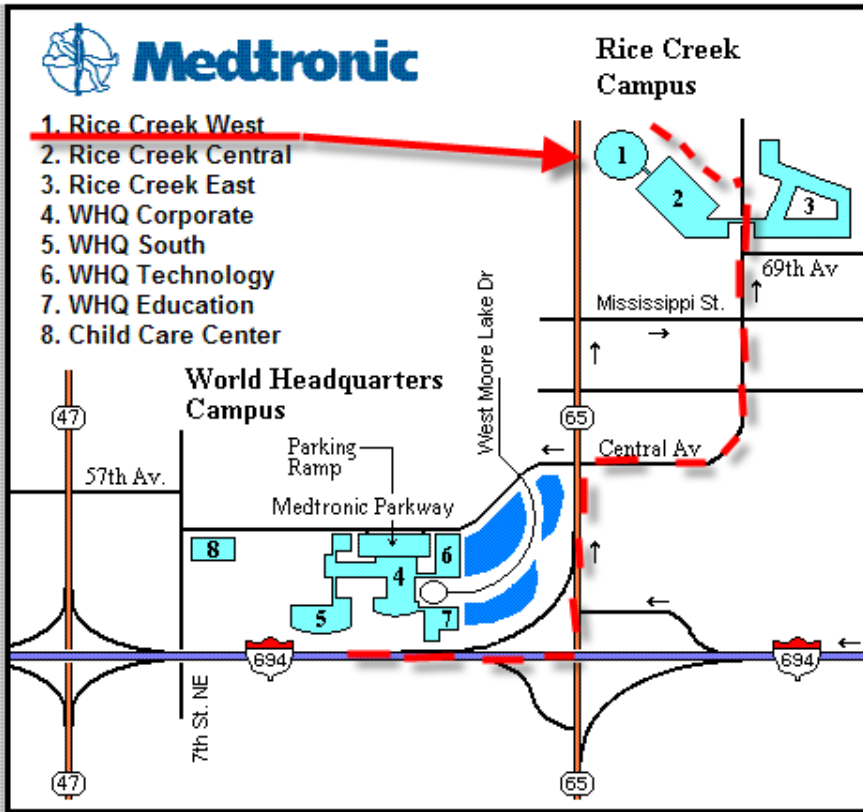 Medtronic
Rice Creek
Campus
1. Rice Creek West
2. Rice Creek Central
3. Rice Creek East
4. WHQ Corporate
5. WHQ South
6. WHQ Technology
7. WHQ Education
8. Child Care Center
1
2
3
69th Av
Mississippi St.
West Moore Lake Dr
World Headquarters
Campus
47
65
Parking
Ramp
Central Av
57th Av.
Medtronic Parkway
8
6
4
5
7
694
694
7th St. NE
47
65